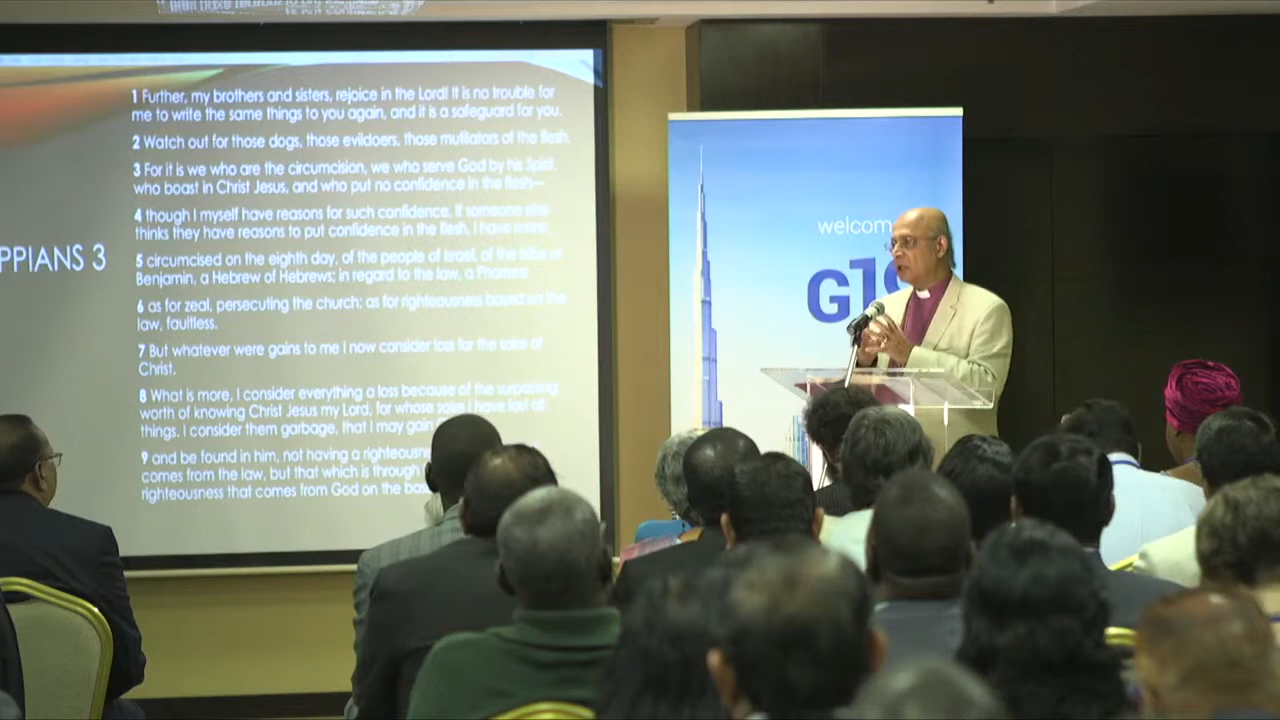 PPIANS 3
1 Further, my brothers and sisters, rejoice in the Lord! It is no trouble for
me to write the same things to you again, and it is a safeguard for you.
2 Watch out for those dogs, those evildoers, those mutilators of the flesh.
3 For it is we who are the circumcision, we who serve God by his Spirit,
who boast in Christ Jesus, and who put no confidence in the flesh—
4 though I myself have reasons for such confidence. If someone else
thinks they have reasons to put confidence in the flesh, I have more:
5 circumcised on the eighth day, of the people of Israel, of the tribe of
Benjamin, a Hebrew of Hebrews; in regard to the law, a Pharisee;
6 as for zeal, persecuting the church; as for righteousness based on the
law, faultless.
7 But whatever were gains to me I now consider loss for the sake of
Christ.
8 What is more, I consider everything a loss because of the surpassing
worth of knowing Christ Jesus my Lord, for whose sake I have lost all
things. I consider them garbage, that I may gain
9 and be found in him, not having a righteousne
comes from the law, but that which is through
righteousness that comes from God on the bas
welcom
G19